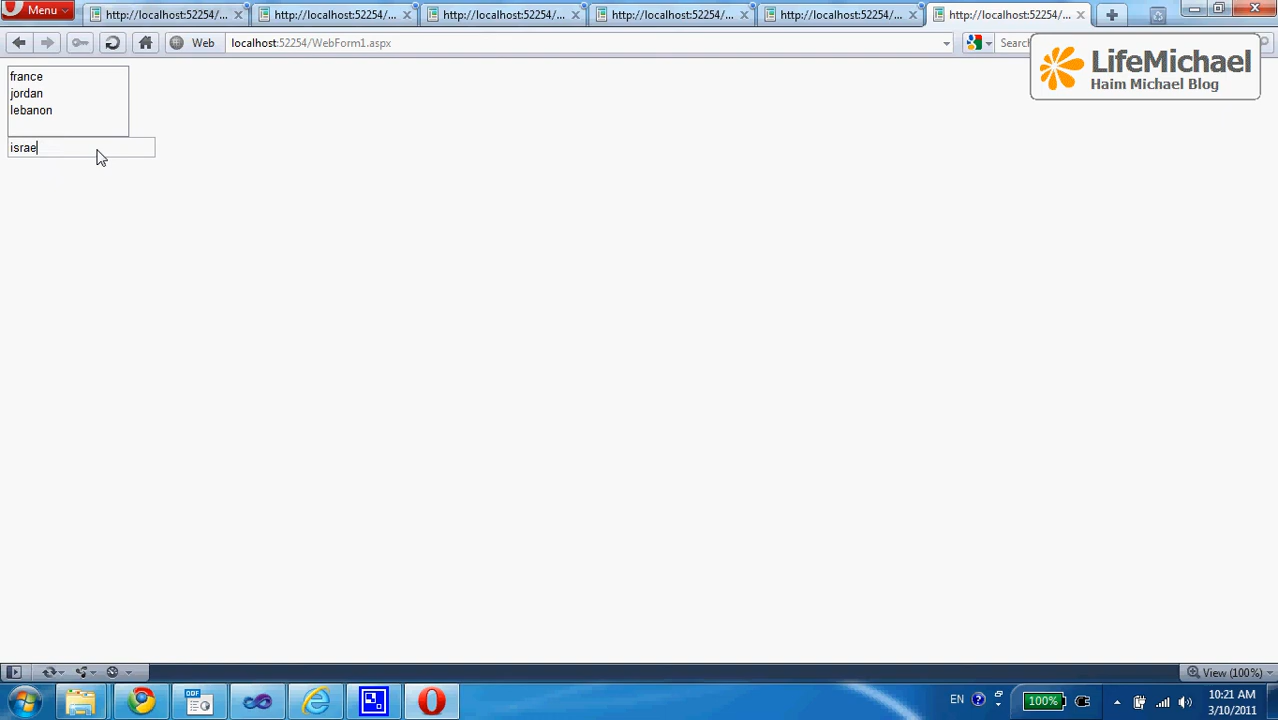 Menu
http://localhost:52254/...
http://localhost:52254/...
http://localhost:52254/...
http://localhost:52254/...
http://localhost:52254/...
http://localhost:52254/...
Web
localhost:52254/WebForm1.aspx
LifeMichael
Haim Michael Blog
france
jordan
lebanon
israe
View (100%)
ODF
EN
100%
10:21 AM
3/10/2011